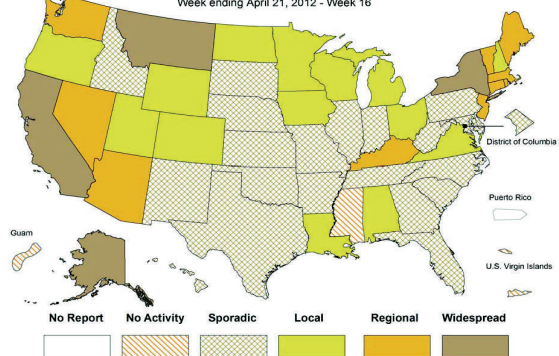 Week ending April 21, 2012 - Week 16
District of Columbia
Puerto Rico
Guam
U.S. Virgin Islands
No Report No Activity Sporadic Local Regional Widespread